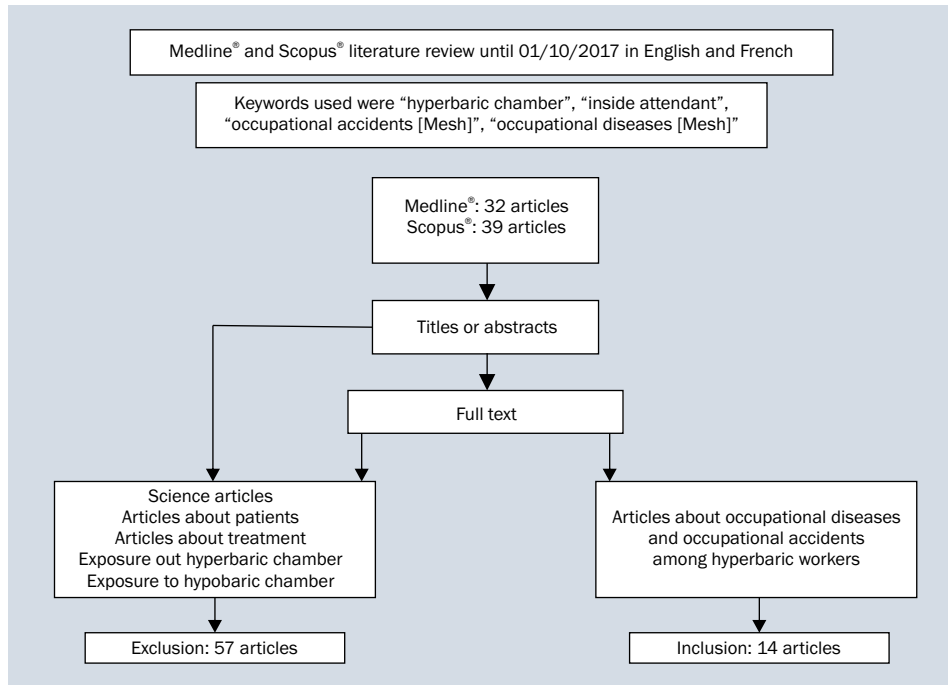 Medline® and Scopus® literature review until 01/10/2017 in English and French
Keywords used were “hyperbaric chamber”, “inside attendant”,
“occupational accidents [Mesh]”, “occupational diseases [Mesh]”
Medline®: 32 articles
Scopus®: 39 articles
Titles or abstracts
Full text
Science articles
Articles about patients
Articles about treatment
Exposure out hyperbaric chamber
Exposure to hypobaric chamber
Articles about occupational diseases
and occupational accidents
among hyperbaric workers
Exclusion: 57 articles
Inclusion: 14 articles